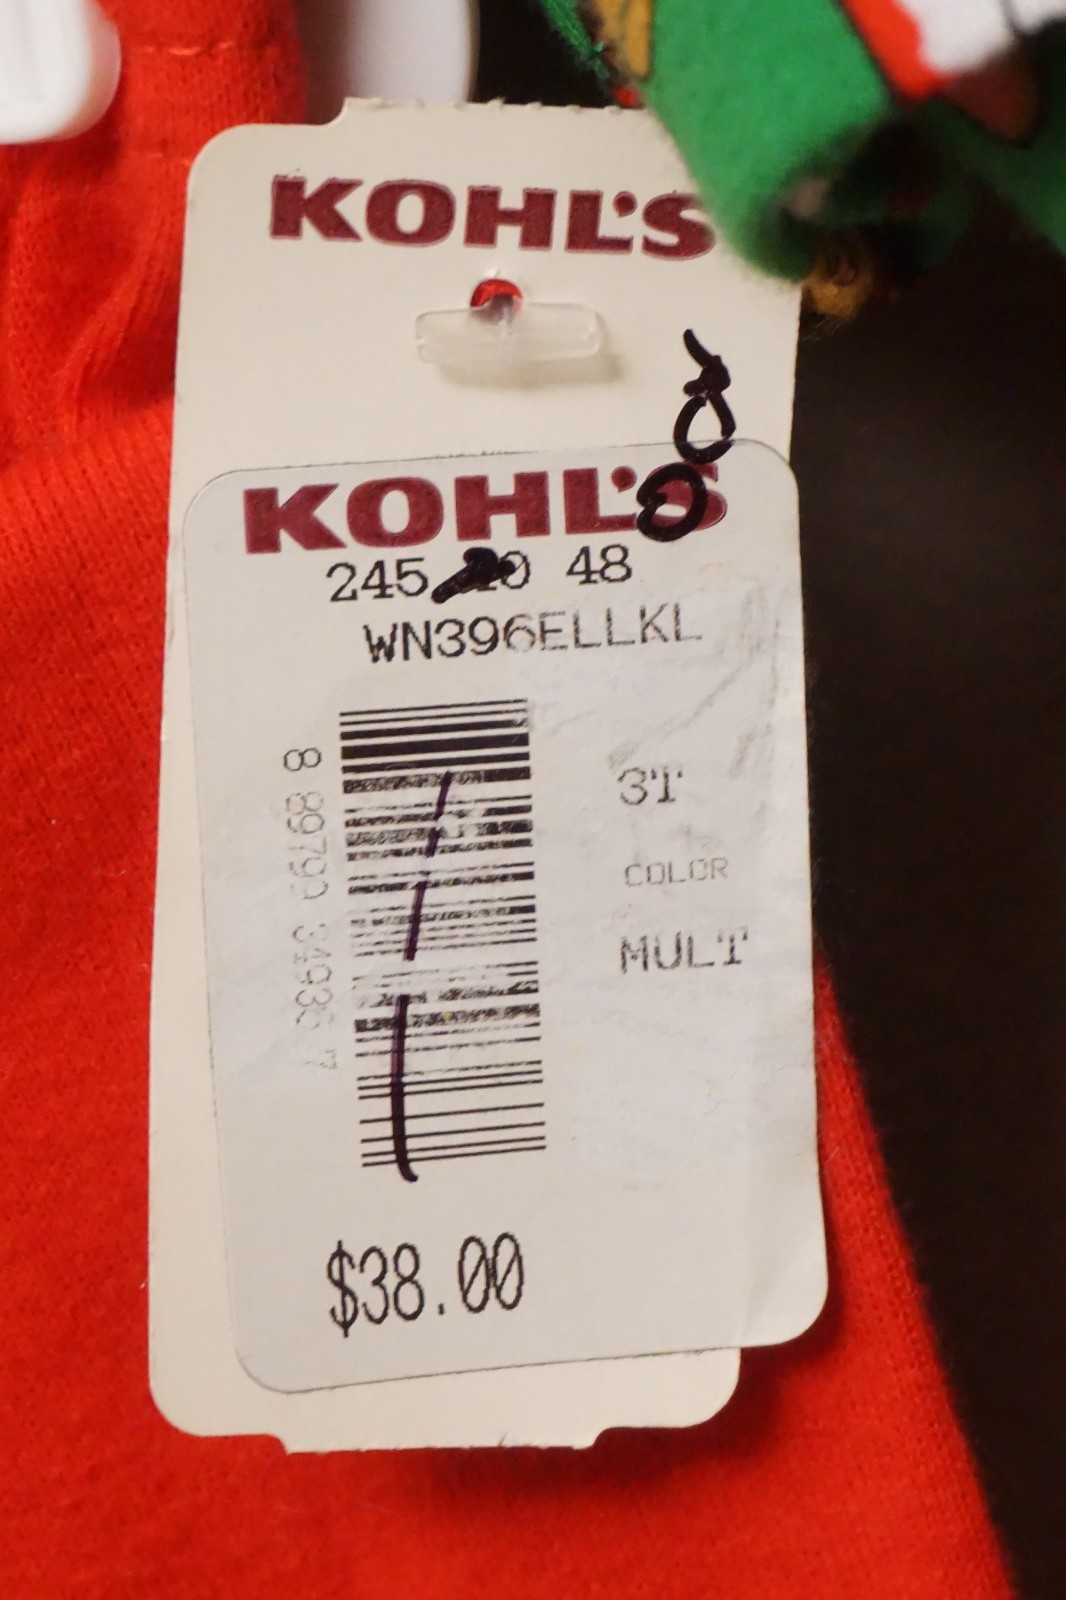 KOHL'S
KOHL'S
245 48
WN396ELLKL
3T
COLOR
MULT
$38.00